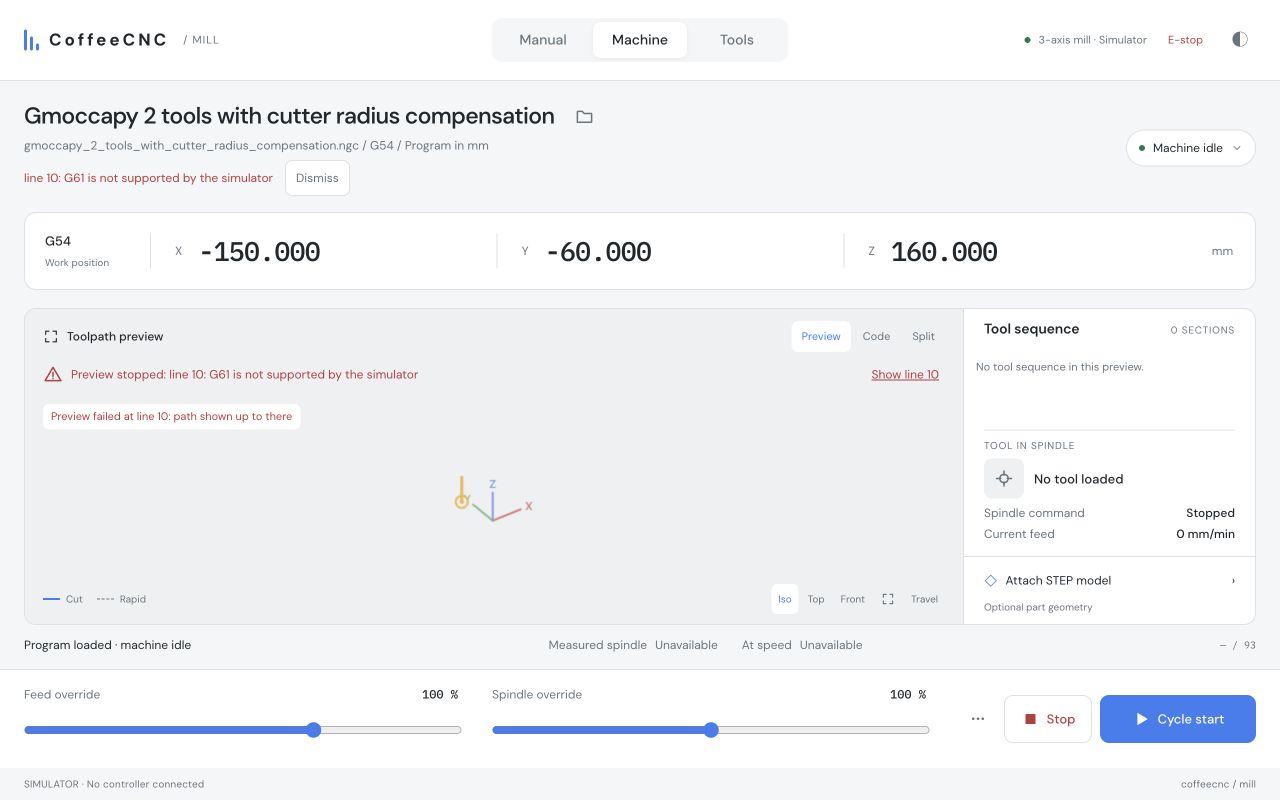 CoffeeCNC / MILL
Manual Machine Tools
3-axis mill · Simulator E-stop
Gmoccapy 2 tools with cutter radius compensation
gmoccapy_2_tools_with_cutter_radius_compensation.ngc / G54 / Program in mm
Machine idle
line 10: G61 is not supported by the simulator Dismiss
G54
Work position
X -150.000 Y -60.000 Z 160.000 mm
Toolpath preview
Preview Code Split
Preview stopped: line 10: G61 is not supported by the simulator Show line 10
Preview failed at line 10: path shown up to there
Z
Y
X
Cut Rapid
Iso Top Front Travel
Tool sequence 0 SECTIONS
No tool sequence in this preview.
TOOL IN SPINDLE
No tool loaded
Spindle command Stopped
Current feed 0 mm/min
Attach STEP model ›
Optional part geometry
Program loaded · machine idle Measured spindle Unavailable At speed Unavailable – / 93
Feed override 100 %
Spindle override 100 %
··· Stop Cycle start
SIMULATOR · No controller connected coffeecnc / mill